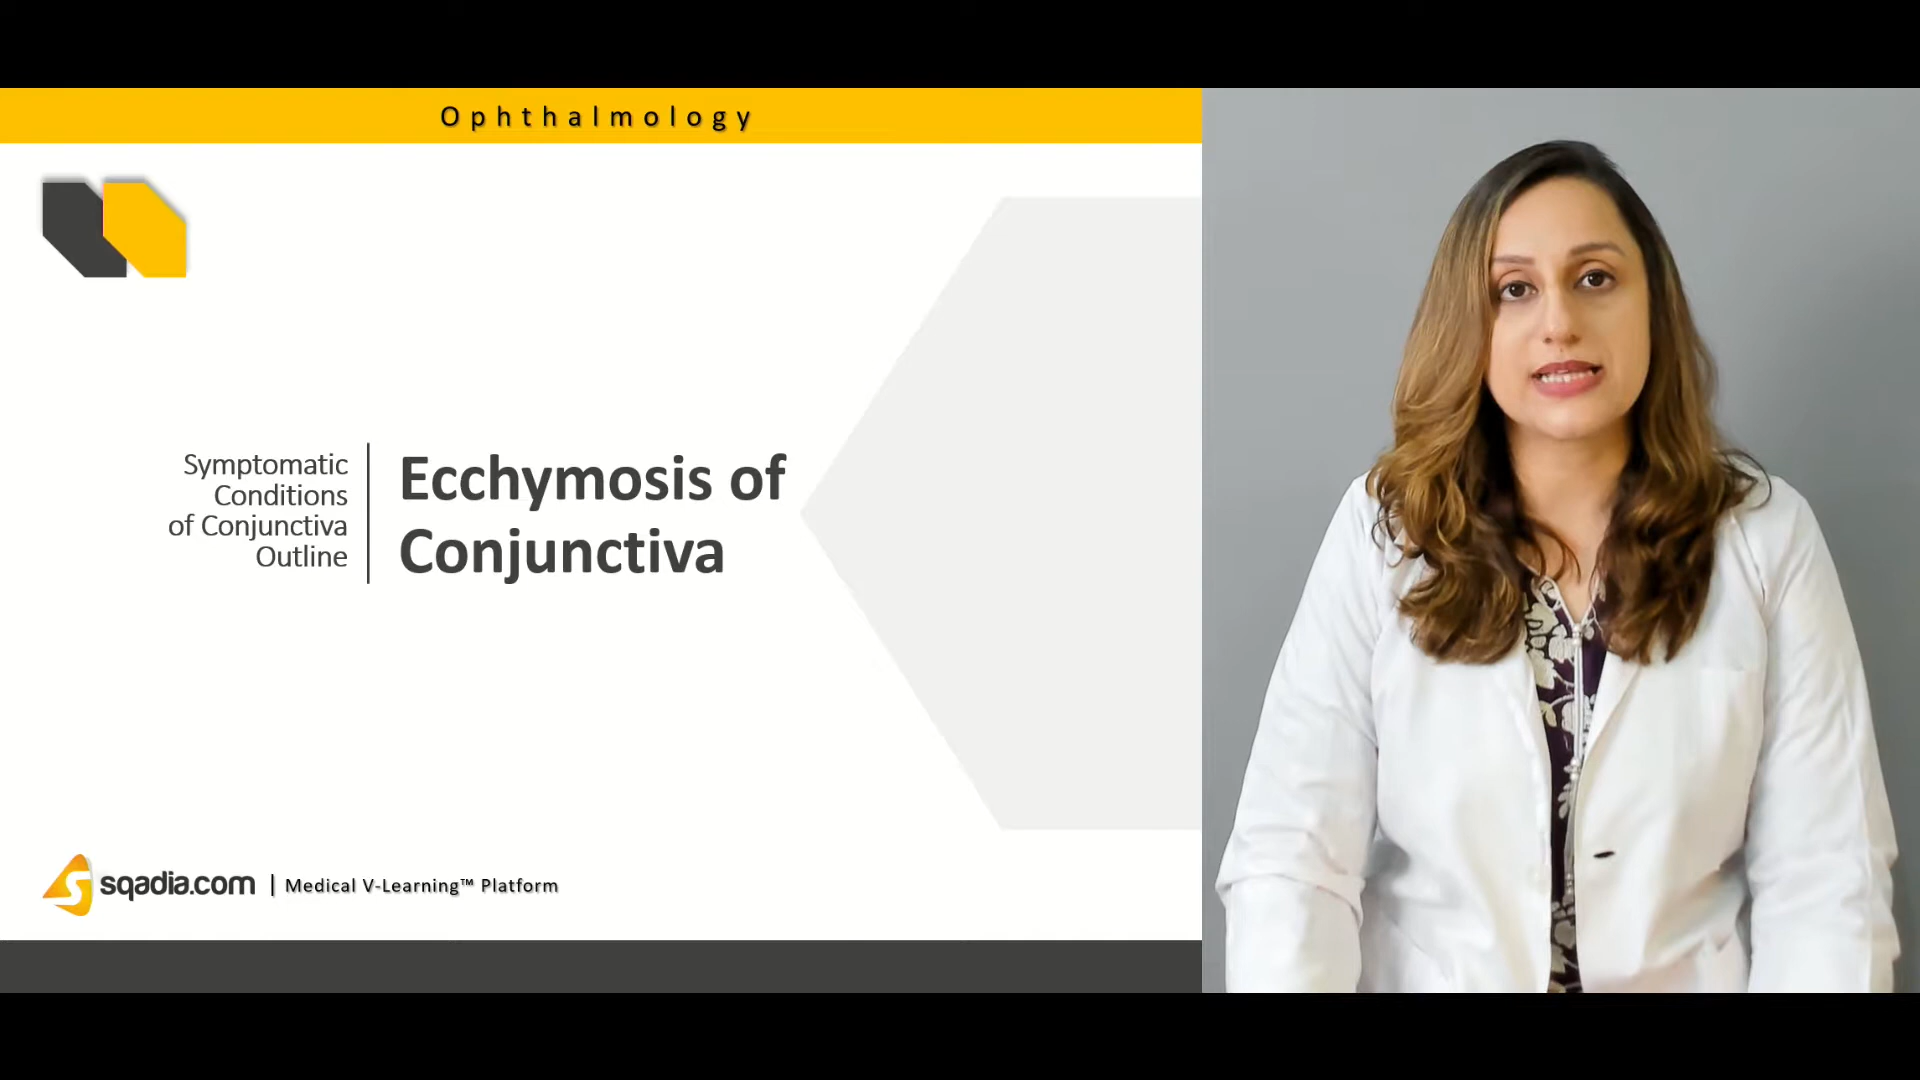 Ophthalmology
Symptomatic
Conditions
of Conjunctiva
Outline
Ecchymosis of
Conjunctiva
sqadia.com | Medical V-Learning™ Platform